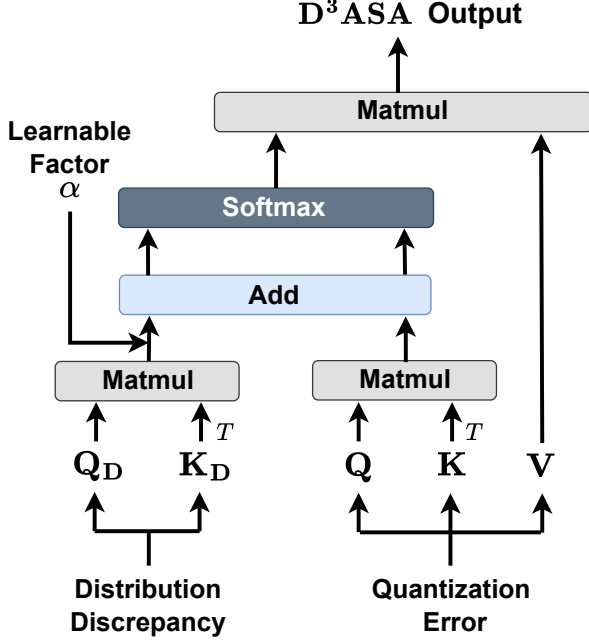 D³ASA Output
Matmul
Learnable
Factor
α
Softmax
Add
Matmul
Matmul
Q_D K_D^T
Q K^T V
Distribution
Discrepancy
Quantization
Error